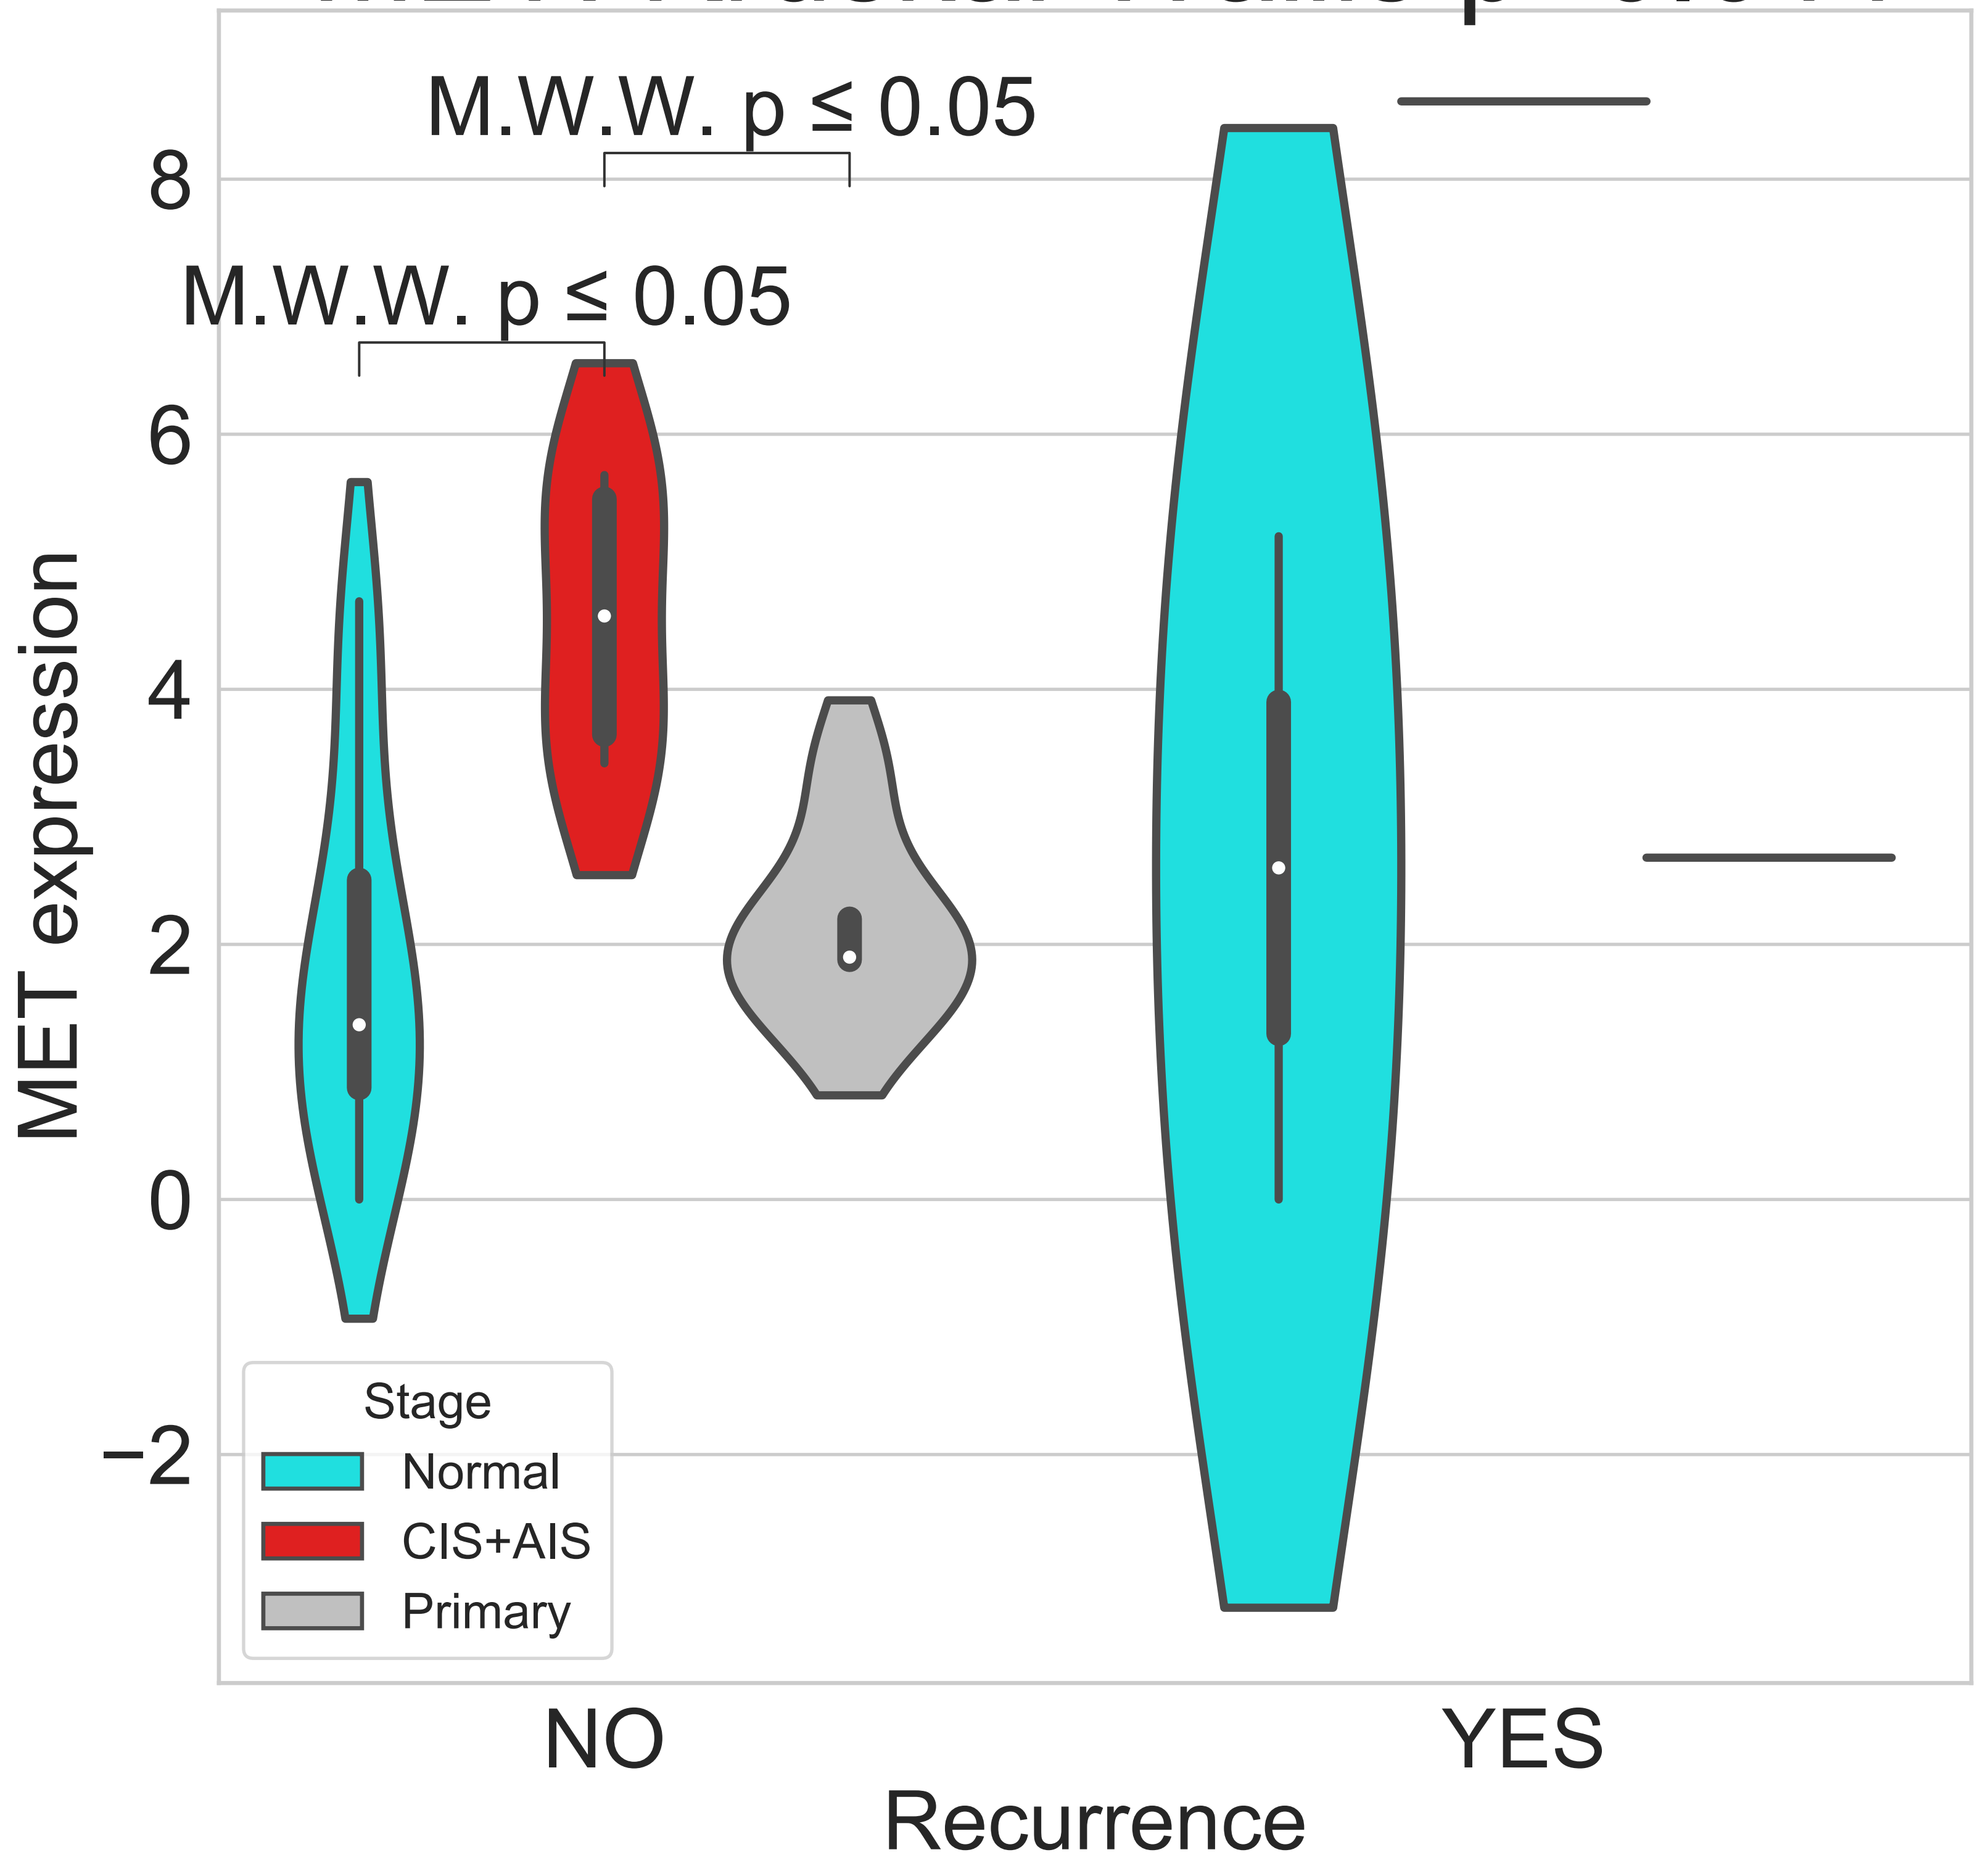 M.W.W. p ≤ 0.05
8
M.W.W. p ≤ 0.05
6
4
2
0
−2
MET expression
Stage
Normal
CIS+AIS
Primary
NO
YES
Recurrence